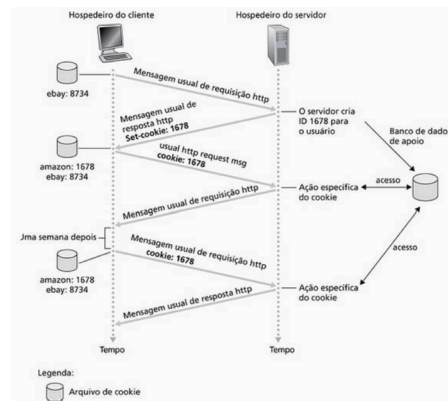 Hospedeiro do cliente
Hospedeiro do servidor
ebay: 8734
Mensagem usual de requisição http
Mensagem usual de
resposta http
Set-cookie: 1678
O servidor cria
ID 1678 para
o usuário
Banco de dado
de apoio
amazon: 1678
ebay: 8734
usual http request msg
cookie: 1678
acesso
Ação específica
do cookie
Mensagem usual de requisição http
Jma semana depois
Mensagem usual de requisição http
cookie: 1678
acesso
amazon: 1678
ebay: 8734
Ação específica
do cookie
Mensagem usual de resposta http
Tempo
Tempo
Legenda:
Arquivo de cookie